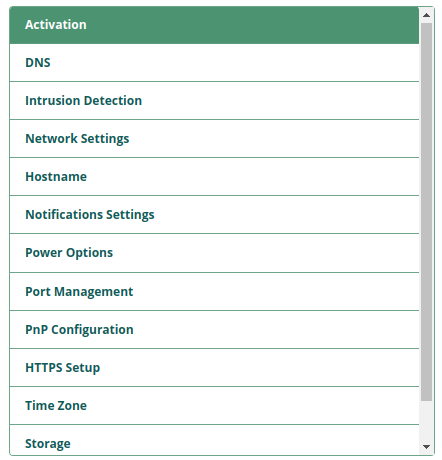 Activation
DNS
Intrusion Detection
Network Settings
Hostname
Notifications Settings
Power Options
Port Management
PnP Configuration
HTTPS Setup
Time Zone
Storage